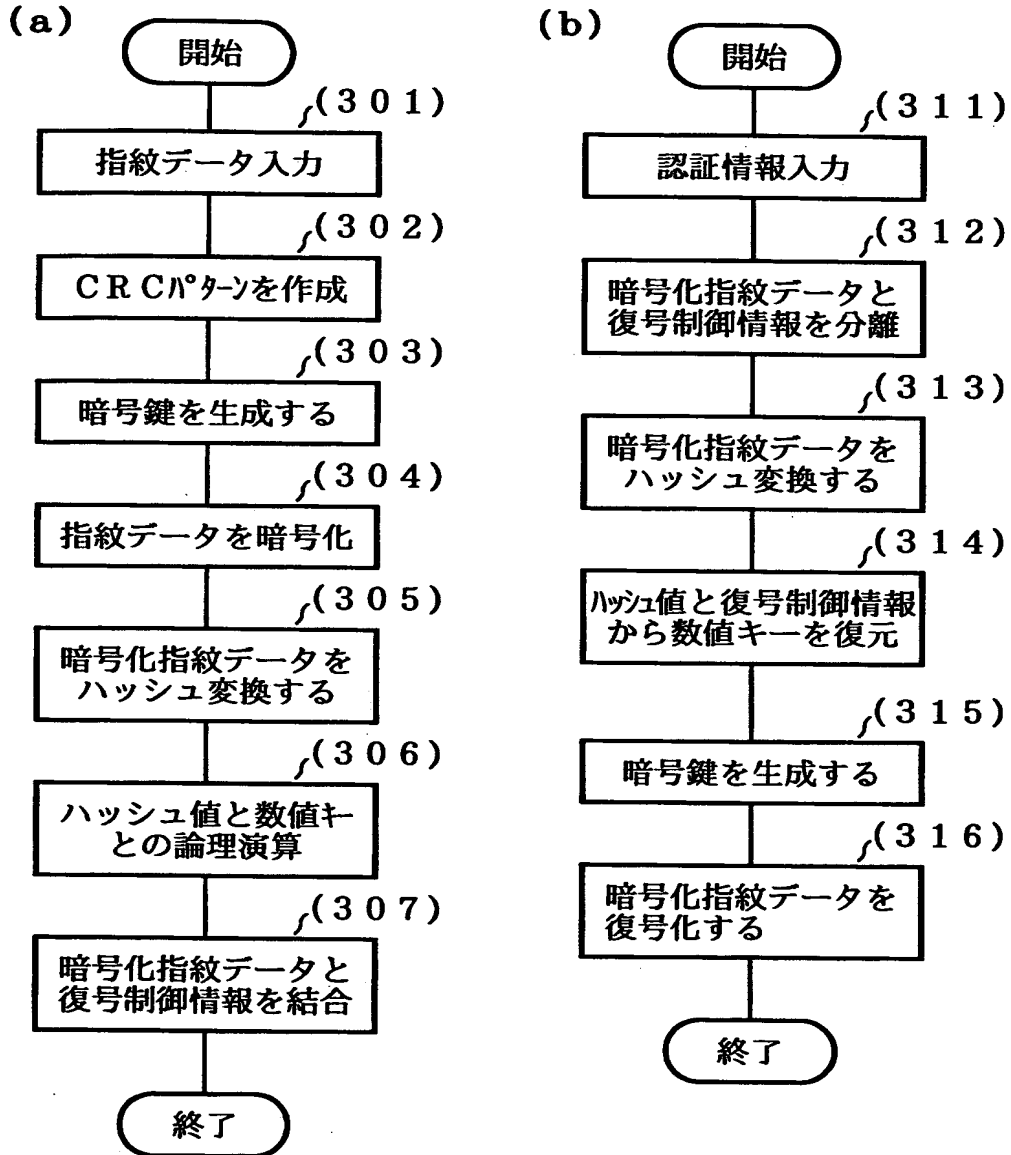 (a)
開始
(301)
指紋データ入力
(302)
CRCパターンを作成
(303)
暗号鍵を生成する
(304)
指紋データを暗号化
(305)
暗号化指紋データを
ハッシュ変換する
(306)
ハッシュ値と数値キー
との論理演算
(307)
暗号化指紋データと
復号制御情報を結合
終了
(b)
開始
(311)
認証情報入力
(312)
暗号化指紋データと
復号制御情報を分離
(313)
暗号化指紋データを
ハッシュ変換する
(314)
ハッシュ値と復号制御情報
から数値キーを復元
(315)
暗号鍵を生成する
(316)
暗号化指紋データを
復号化する
終了